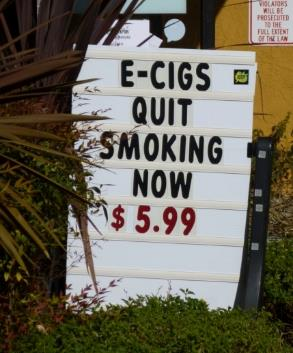 VIOLATORS
WILL BE
PROSECUTED
TO THE
FULL EXTENT
OF THE LAW
E-CIGS
QUIT
SMOKING
NOW
$ 5.99